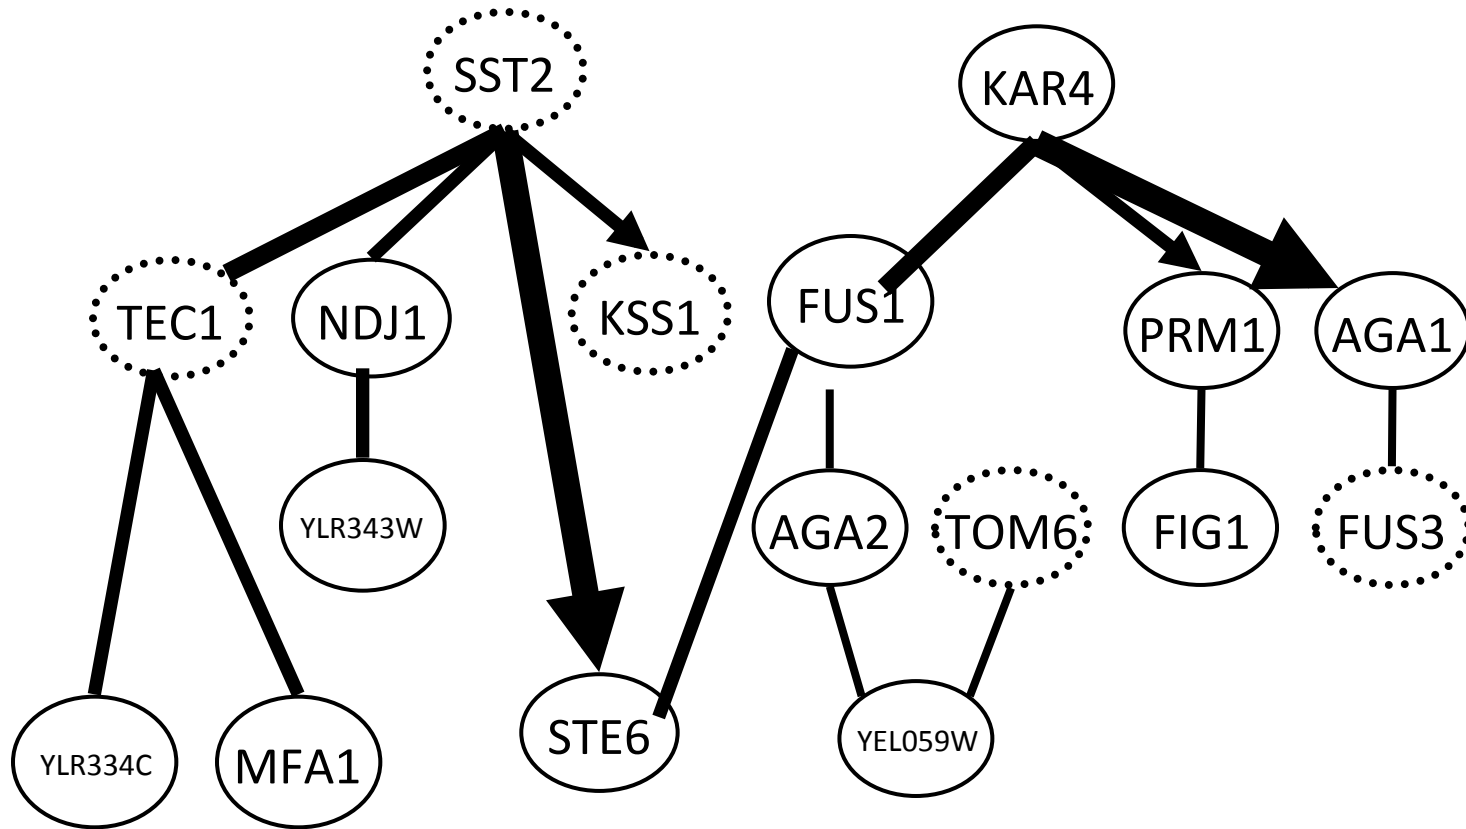 SST2
KAR4
TEC1
NDJ1
KSS1
FUS1
PRM1
AGA1
YLR343W
AGA2
TOM6
FIG1
FUS3
YLR334C
MFA1
STE6
YEL059W